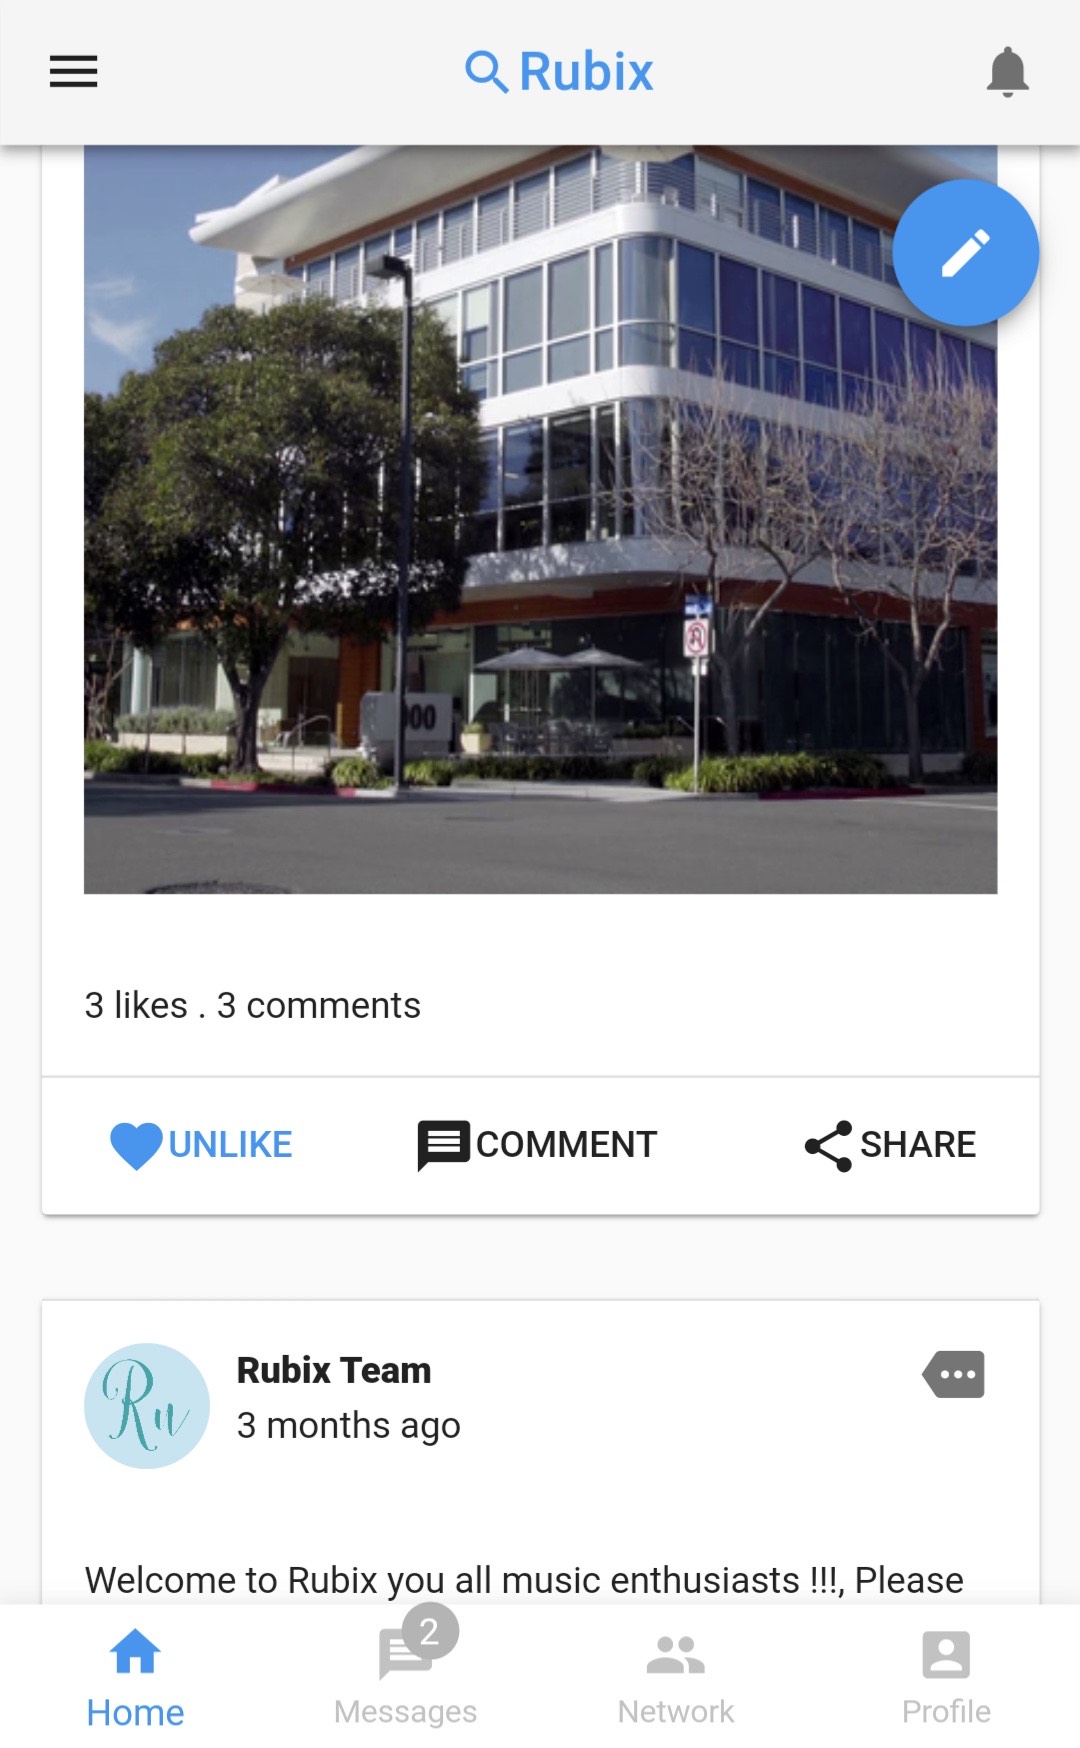 Rubix
00
3 likes . 3 comments
UNLIKE
COMMENT
SHARE
Ru
Rubix Team
3 months ago
Welcome to Rubix you all music enthusiasts !!!, Please
2
Home
Messages
Network
Profile